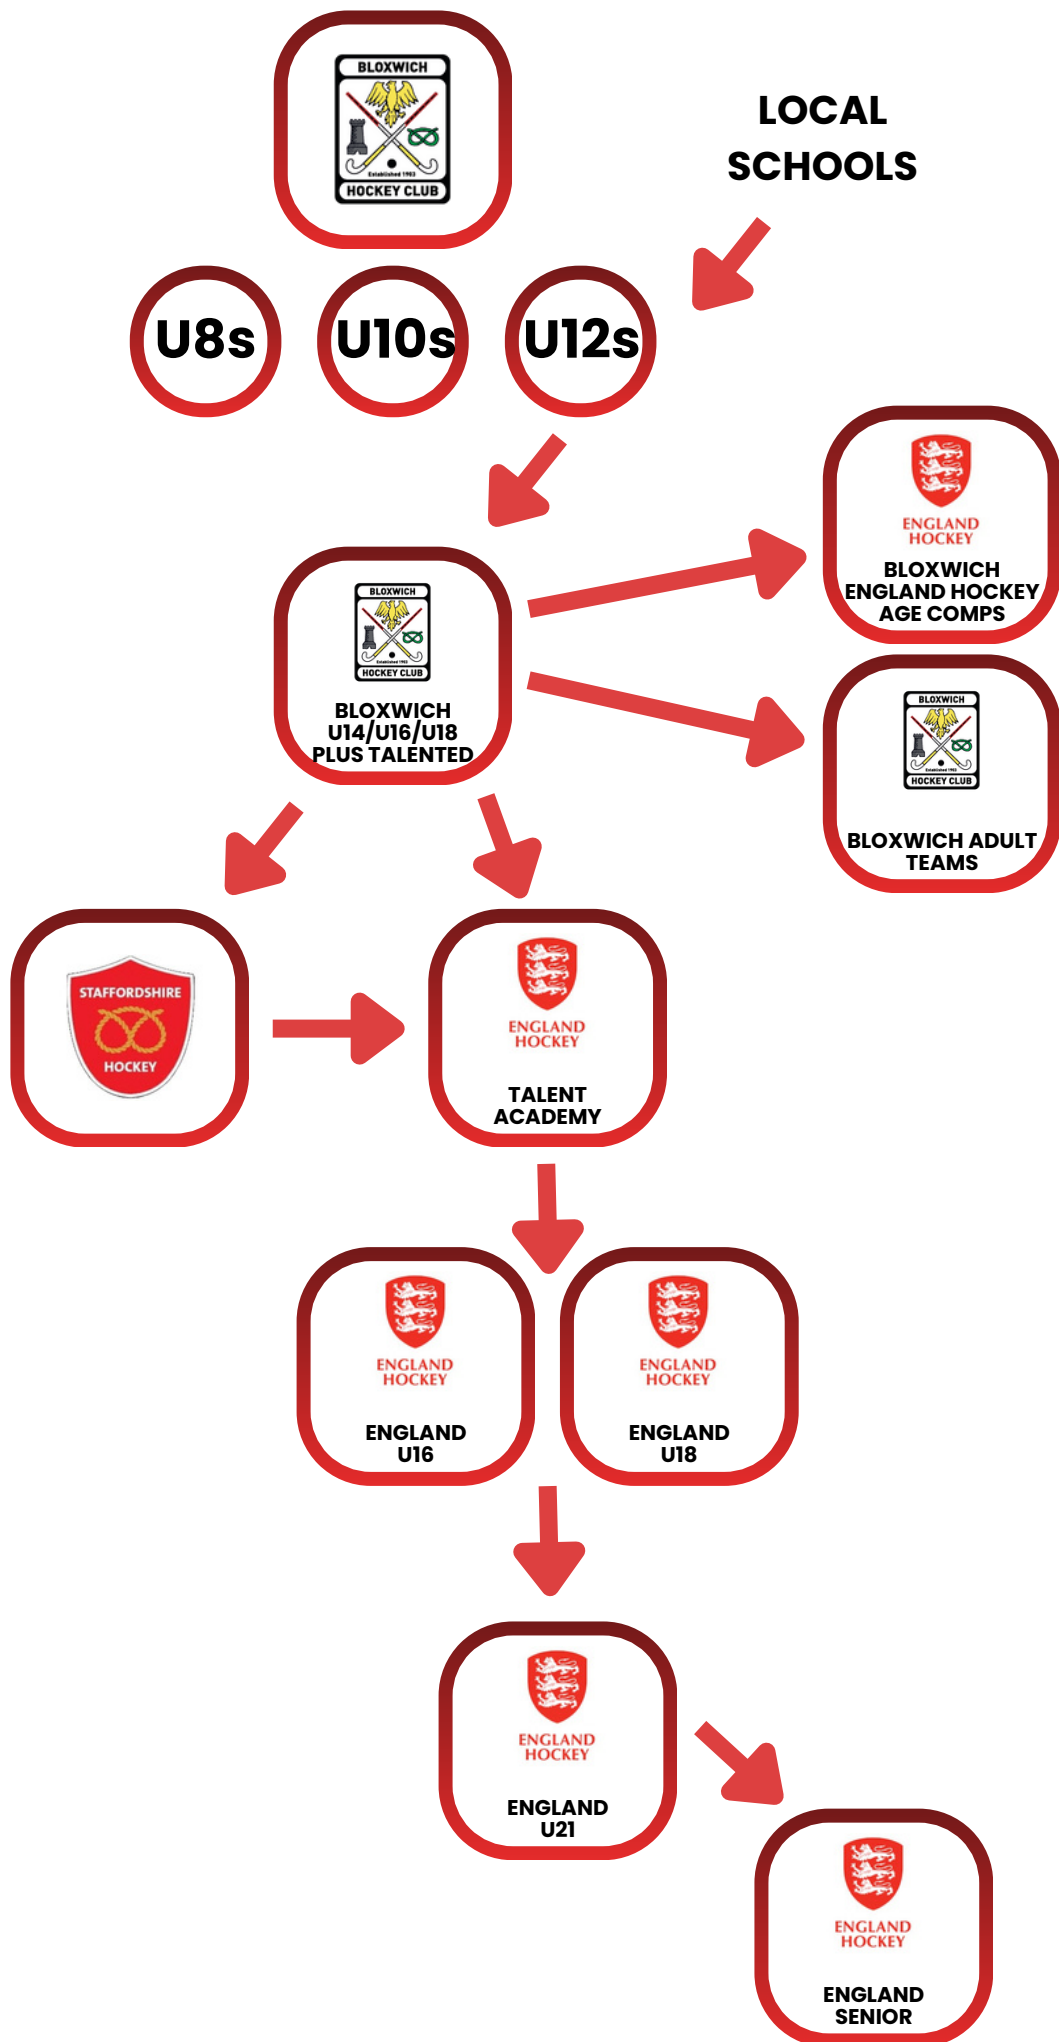 BLOXWICH
Established 1983
HOCKEY CLUB
LOCAL
SCHOOLS
U8s
U10s
U12s
ENGLAND
HOCKEY
BLOXWICH
ENGLAND HOCKEY
AGE COMPS
BLOXWICH
HOCKEY CLUB
BLOXWICH
U14/U16/U18
PLUS TALENTED
BLOXWICH
HOCKEY CLUB
BLOXWICH ADULT
TEAMS
STAFFORDSHIRE
HOCKEY
ENGLAND
HOCKEY
TALENT
ACADEMY
ENGLAND
HOCKEY
ENGLAND
U16
ENGLAND
HOCKEY
ENGLAND
U18
ENGLAND
HOCKEY
ENGLAND
U21
ENGLAND
HOCKEY
ENGLAND
SENIOR